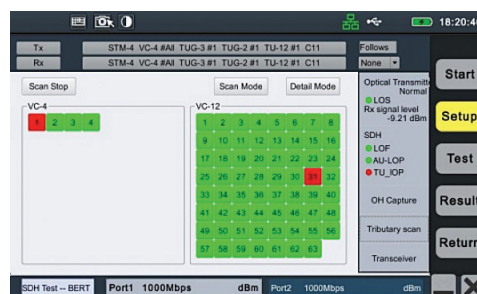 18:20:4
Tx STM-4 VC-4 #All TUG-3 #1 TUG-2 #1 TU-12 #1 C11 Follows
Rx STM-4 VC-4 #All TUG-3 #1 TUG-2 #1 TU-12 #1 C11 None
Start
Scan Stop Scan Mode Detail Mode
Optical Transmitt
Normal
LOS
Rx signal level
-9.21 dBm
Setup
VC-4 VC-12
1 2 3 4
1 2 3 4 5 6 7 8
9 10 11 12 13 14 15 16
17 18 19 20 21 22 23 24
25 26 27 28 29 30 31 32
33 34 35 36 37 38 39 40
41 42 43 44 45 46 47 48
49 50 51 52 53 54 55 56
57 58 59 60 61 62 63
SDH
LOF
AU-LOP
TU_lOP
Test
OH Capture
Result
Tributary scan
Transceiver
Return
SDH Test -- BERT Port1 1000Mbps dBm Port2 1000Mbps dBm